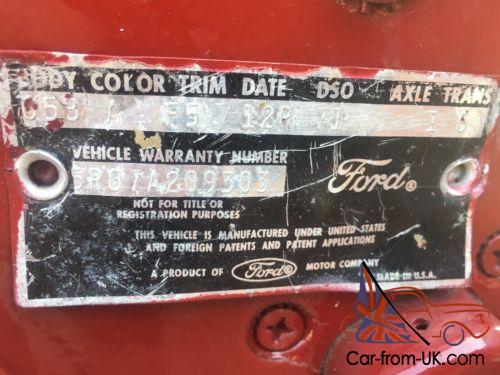 BODY COLOR TRIM DATE DSO AXLE TRANS
VEHICLE WARRANTY NUMBER
Ford®
NOT FOR TITLE OR
REGISTRATION PURPOSES
THIS VEHICLE IS MANUFACTURED UNDER UNITED STATES
AND FOREIGN PATENTS AND PATENT APPLICATIONS
A PRODUCT OF Ford® MOTOR COMPANY
MADE IN U.S.A.
Car-from-UK.com